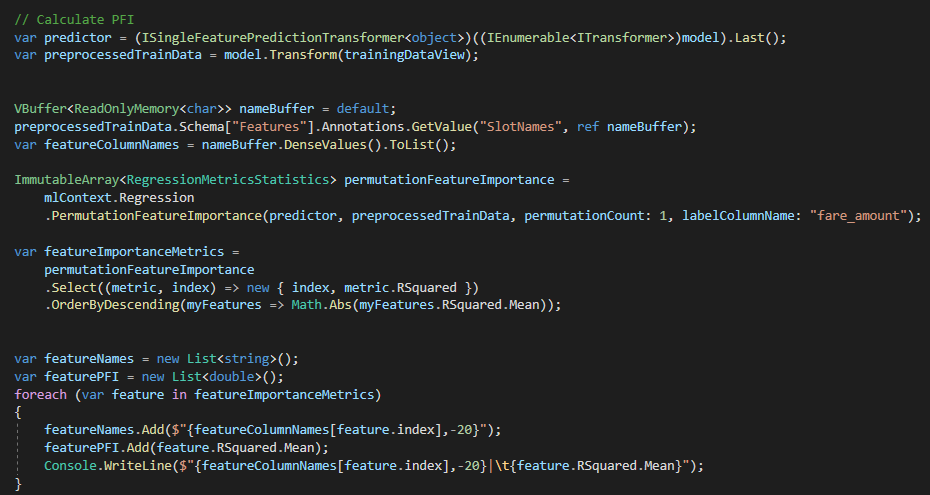 // Calculate PFI
var predictor = (ISingleFeaturePredictionTransformer<object>)((IEnumerable<ITransformer>)model).Last();
var preprocessedTrainData = model.Transform(trainingDataView);
VBuffer<ReadOnlyMemory<char>> nameBuffer = default;
preprocessedTrainData.Schema["Features"].Annotations.GetValue("SlotNames", ref nameBuffer);
var featureColumnNames = nameBuffer.DenseValues().ToList();
ImmutableArray<RegressionMetricsStatistics> permutationFeatureImportance =
    mlContext.Regression
    .PermutationFeatureImportance(predictor, preprocessedTrainData, permutationCount: 1, labelColumnName: "fare_amount");
var featureImportanceMetrics =
    permutationFeatureImportance
    .Select((metric, index) => new { index, metric.RSquared })
    .OrderByDescending(myFeatures => Math.Abs(myFeatures.RSquared.Mean));
var featureNames = new List<string>();
var featurePFI = new List<double>();
foreach (var feature in featureImportanceMetrics)
{
    featureNames.Add($"{featureColumnNames[feature.index],-20}");
    featurePFI.Add(feature.RSquared.Mean);
    Console.WriteLine($"{featureColumnNames[feature.index],-20}|\t{feature.RSquared.Mean}");
}